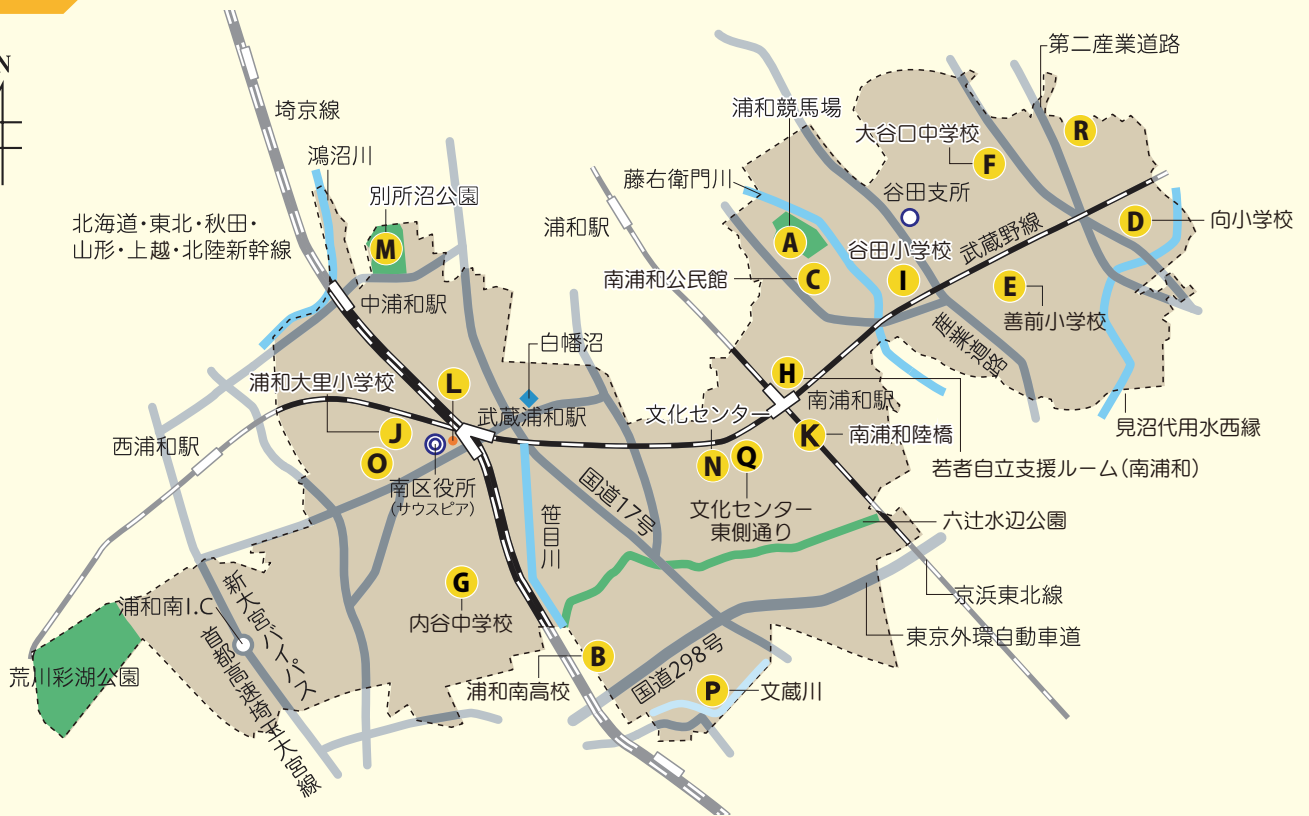 N
第二産業道路
埼京線
浦和競馬場
大谷口中学校
R
F
鴻沼川
藤右衛門川
谷田支所
別所沼公園
北海道・東北・秋田・
山形・上越・北陸新幹線
M
浦和駅
A
谷田小学校
武蔵野線
D
向小学校
南浦和公民館
C
I
E
善前小学校
中浦和駅
産業道路
白幡沼
浦和大里小学校
L
H
武蔵浦和駅
文化センター
南浦和駅
見沼代用水西縁
西浦和駅
J
K
南浦和陸橋
O
N
Q
若者自立支援ルーム(南浦和)
南区役所
(サウスピア)
国道17号
文化センター
東側通り
笹目川
六辻水辺公園
G
内谷中学校
京浜東北線
浦和南I.C
新大宮バイパス
首都高速埼玉大宮線
東京外環自動車道
荒川彩湖公園
B
浦和南高校
国道298号
P
文蔵川